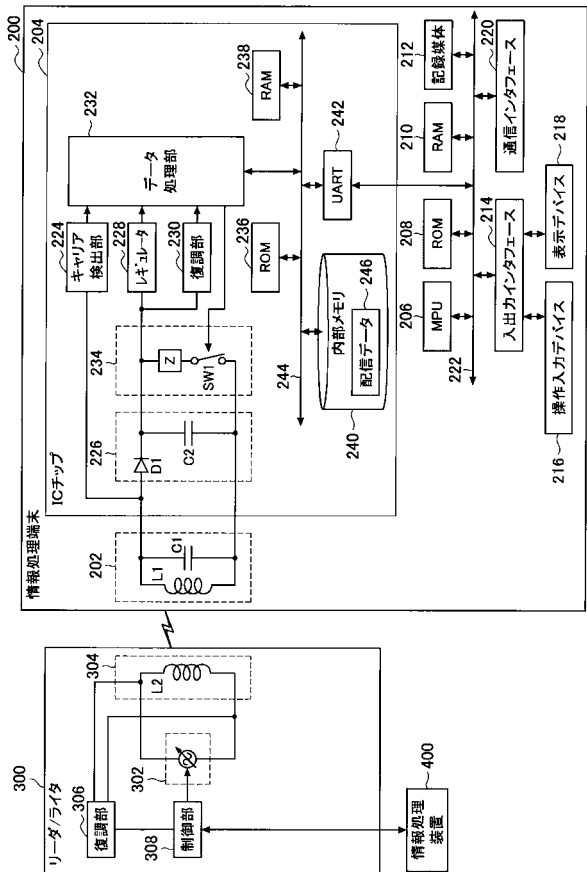 200
情報処理端末
204
ICチップ
232
データ
処理部
224
キャリア
検出部
228
レギュレータ
230
復調部
238
RAM
236
ROM
242
UART
234
Z
SW1
226
D1
C2
244
240
内部メモリ
246
配信データ
202
L1
C1
212
記録媒体
210
RAM
208
ROM
206
MPU
222
220
通信インタフェース
214
入出力インタフェース
218
表示デバイス
216
操作入力デバイス
300
リーダ/ライタ
304
L2
302
306
復調部
308
制御部
400
情報処理
装置